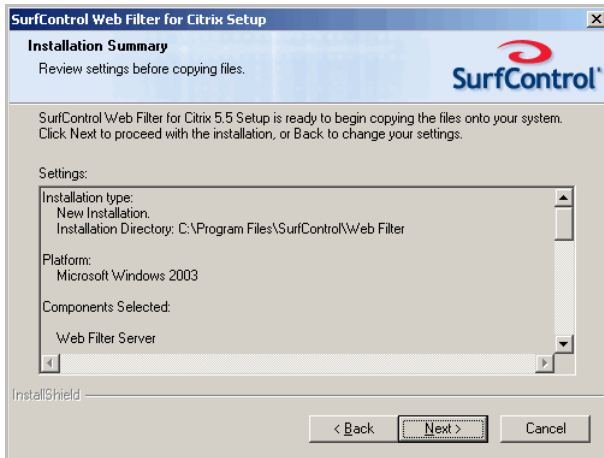 SurfControl Web Filter for Citrix Setup
Installation Summary
Review settings before copying files.
SurfControl
SurfControl Web Filter for Citrix 5.5 Setup is ready to begin copying the files onto your system.
Click Next to proceed with the installation, or Back to change your settings.
Settings:
Installation type:
New Installation.
Installation Directory: C:\Program Files\SurfControl\Web Filter
Platform:
Microsoft Windows 2003
Components Selected:
Web Filter Server
InstallShield
< Back Next > Cancel